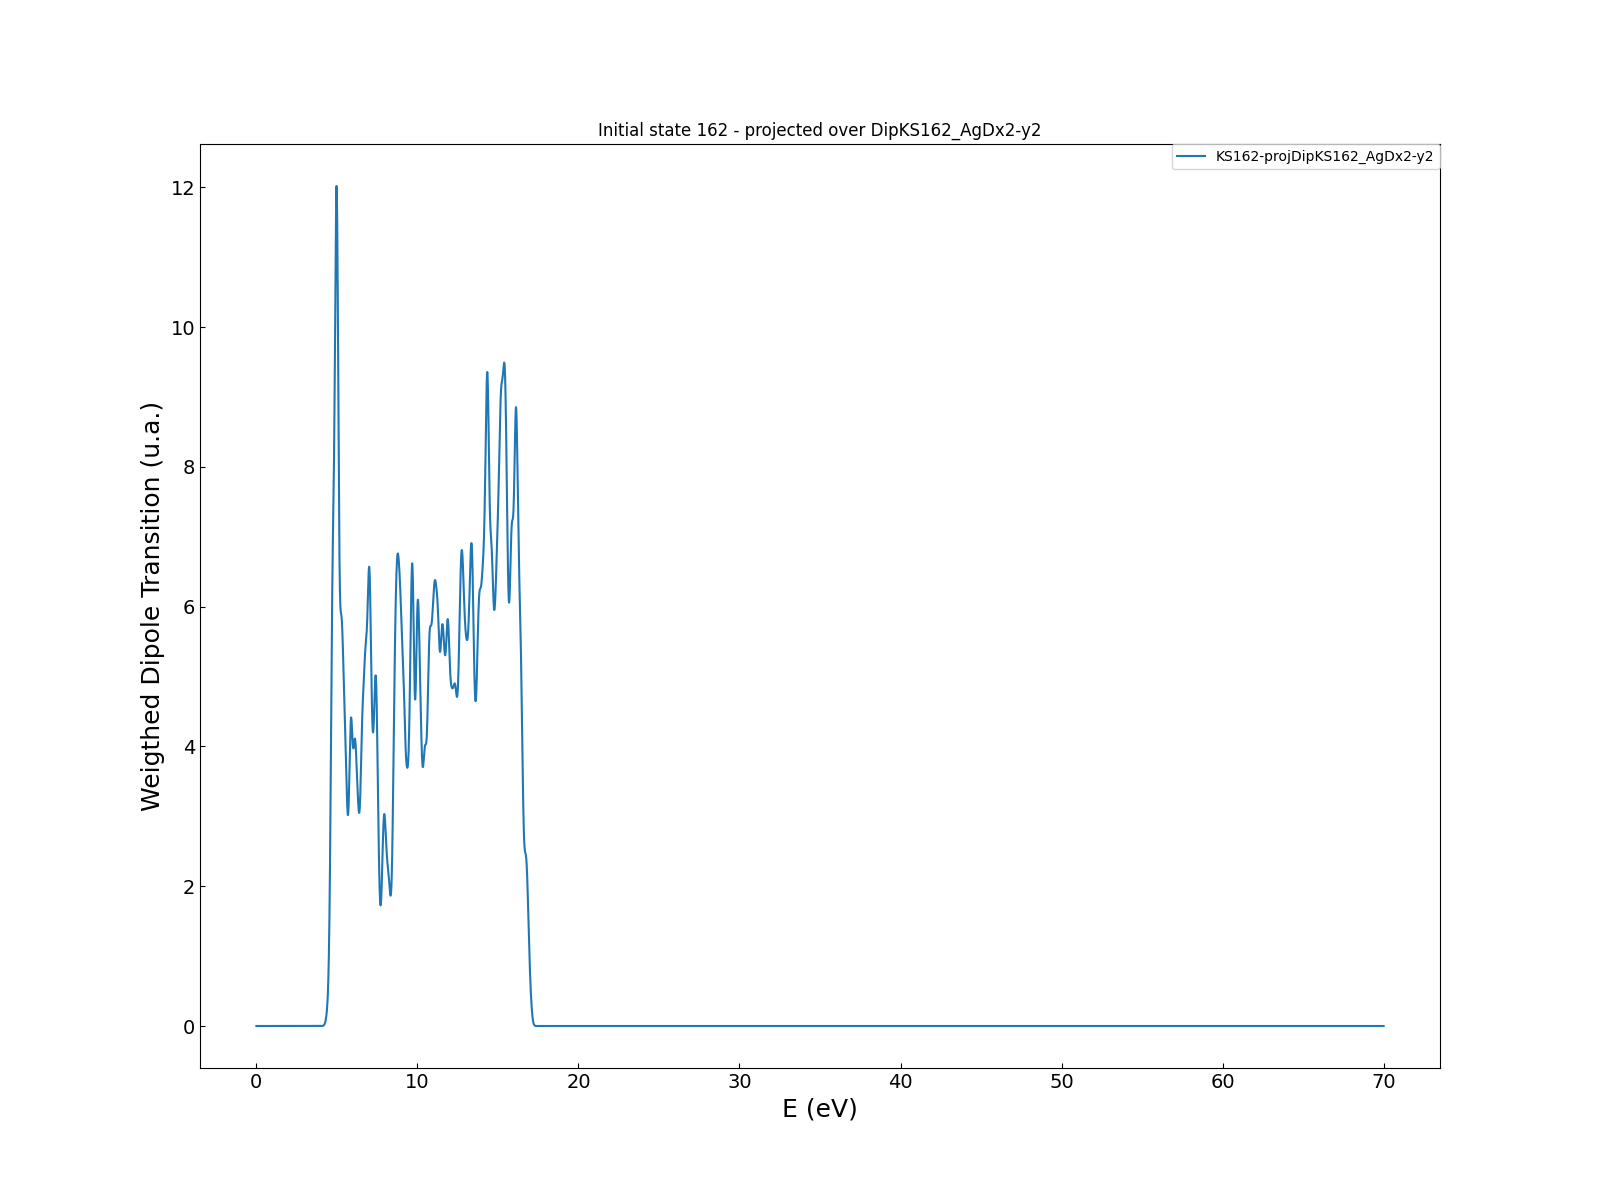 Initial state 162 - projected over DipKS162_AgDx2-y2
KS162-projDipKS162_AgDx2-y2
12
10
8
6
4
2
0
Weigthed Dipole Transition (u.a.)
0 10 20 30 40 50 60 70
E (eV)